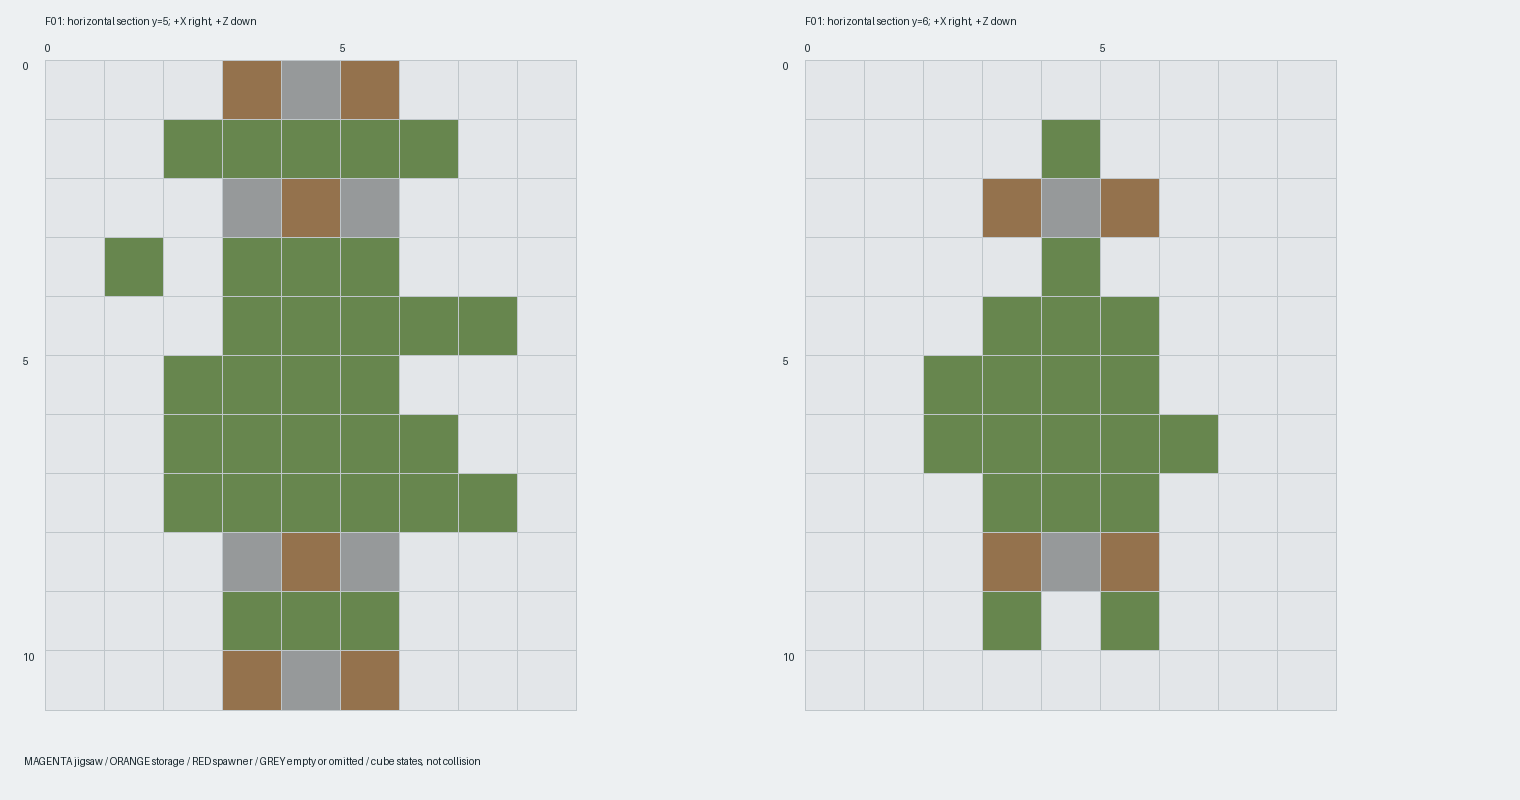 F01: horizontal section y=5; +X right, +Z down
F01: horizontal section y=6; +X right, +Z down
0 5
0 5
0
0
5
5
10
10
MAGENTA jigsaw / ORANGE storage / RED spawner / GREY empty or omitted / cube states, not collision